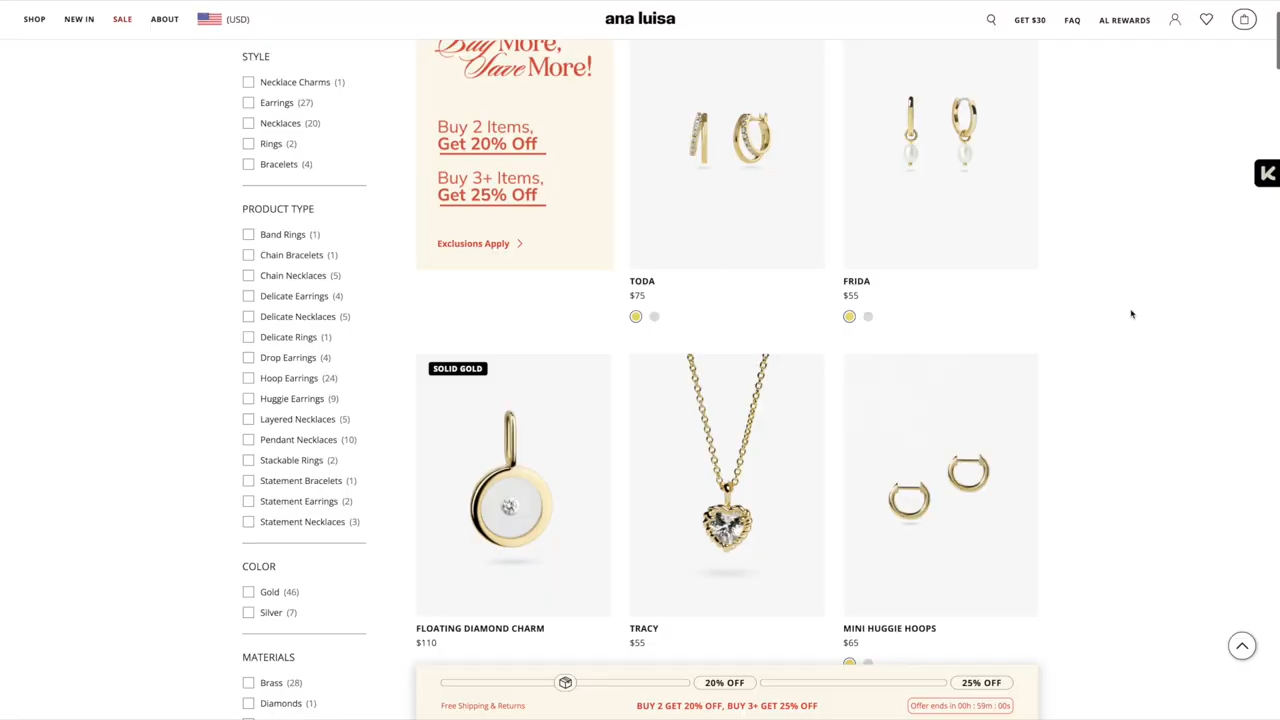 SHOP NEW IN SALE ABOUT (USD) ana luisa GET $30 FAQ AL REWARDS
STYLE
Necklace Charms (1)
Earrings (27)
Necklaces (20)
Rings (2)
Bracelets (4)
PRODUCT TYPE
Band Rings (1)
Chain Bracelets (1)
Chain Necklaces (5)
Delicate Earrings (4)
Delicate Necklaces (5)
Delicate Rings (1)
Drop Earrings (4)
Hoop Earrings (24)
Huggie Earrings (9)
Layered Necklaces (5)
Pendant Necklaces (10)
Stackable Rings (2)
Statement Bracelets (1)
Statement Earrings (2)
Statement Necklaces (3)
COLOR
Gold (46)
Silver (7)
MATERIALS
Brass (28)
Diamonds (1)
Buy More,
Save More!
Buy 2 Items,
Get 20% Off
Buy 3+ Items,
Get 25% Off
Exclusions Apply
TODA
$75
FRIDA
$55
SOLID GOLD
FLOATING DIAMOND CHARM
$110
TRACY
$55
MINI HUGGIE HOOPS
$65
20% OFF 25% OFF
Free Shipping & Returns BUY 2 GET 20% OFF, BUY 3+ GET 25% OFF Offer ends in 00h : 59m : 00s
K